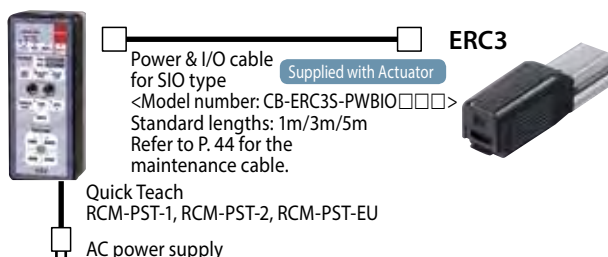 ERC3
Power & I/O cable
for SIO type
Supplied with Actuator
<Model number: CB-ERC3S-PWBIO□□□>
Standard lengths: 1m/3m/5m
Refer to P. 44 for the
maintenance cable.
Quick Teach
RCM-PST-1, RCM-PST-2, RCM-PST-EU
AC power supply